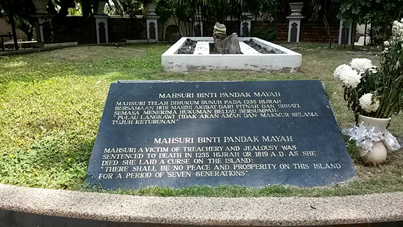 MAHSURI BINTI PANDAK MAYAH
MAHSURI TELAH DIHUKUM BUNUH PADA 1235 HIJRAH
BERSAMAAN 1819 MASIHI AKIBAT DARI FITNAH DAN DENGKI.
SEMASA MENERIMA HUKUMAN BELIAU BERSUMPAH:
"PULAU LANGKAWI TIDAK AKAN AMAN DAN MAKMUR SELAMA
TUJUH KETURUNAN"
MAHSURI BINTI PANDAK MAYAH
MAHSURI A VICTIM OF TREACHERY AND JEALOUSY WAS
SENTENCED TO DEATH IN 1235 HIJRAH OR 1819 A.D. AS SHE
DIED SHE LAID A CURSE ON THE ISLAND:
"THERE SHALL BE NO PEACE AND PROSPERITY ON THIS ISLAND
FOR A PERIOD OF SEVEN GENERATIONS"